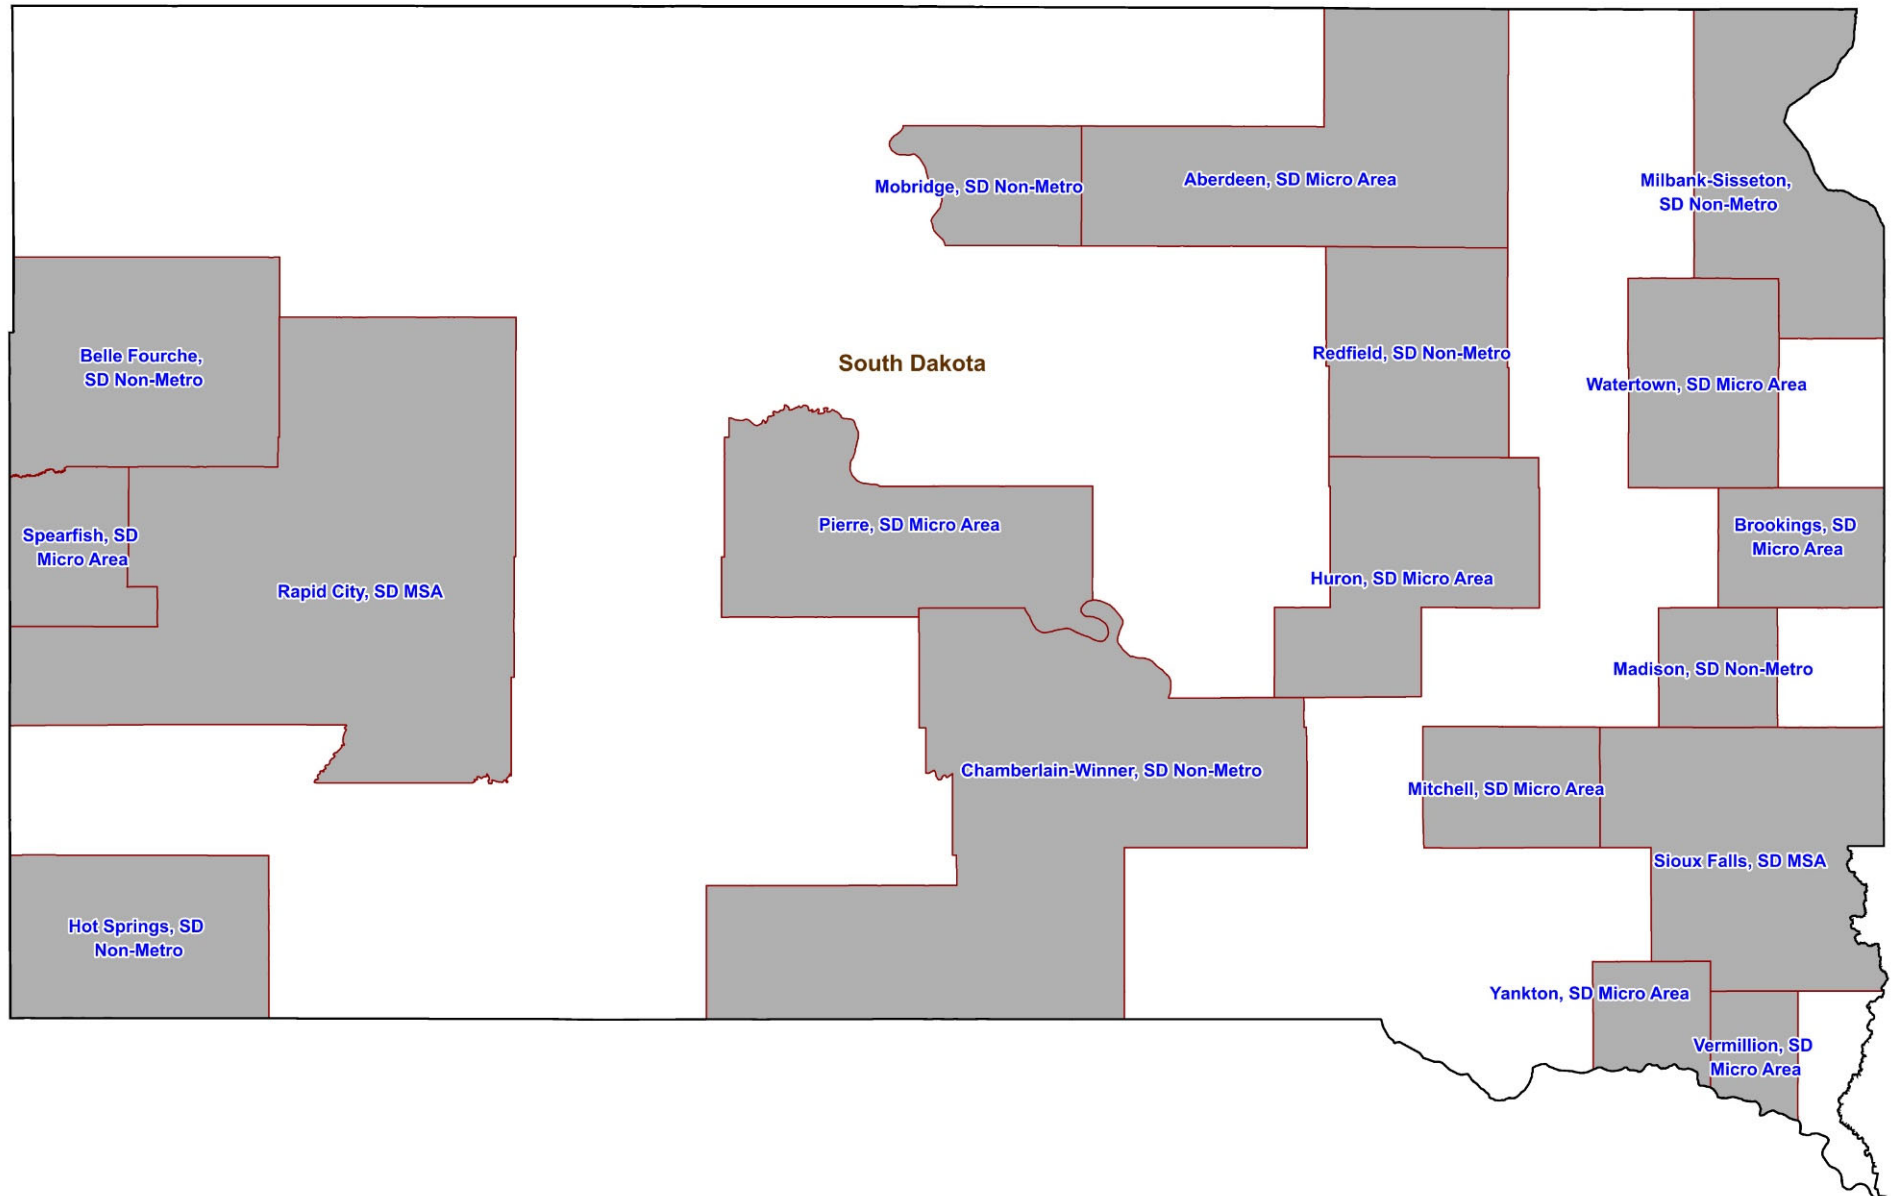 Mobridge, SD Non-Metro
Aberdeen, SD Micro Area
Milbank-Sisseton,
SD Non-Metro
Belle Fourche,
SD Non-Metro
South Dakota
Redfield, SD Non-Metro
Watertown, SD Micro Area
Spearfish, SD
Micro Area
Rapid City, SD MSA
Pierre, SD Micro Area
Huron, SD Micro Area
Brookings, SD
Micro Area
Madison, SD Non-Metro
Chamberlain-Winner, SD Non-Metro
Mitchell, SD Micro Area
Sioux Falls, SD MSA
Hot Springs, SD
Non-Metro
Yankton, SD Micro Area
Vermillion, SD
Micro Area